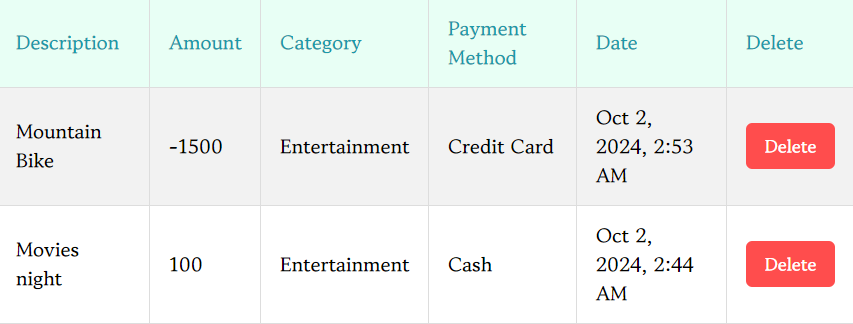 Description Amount Category Payment Method Date Delete
Mountain Bike -1500 Entertainment Credit Card Oct 2, 2024, 2:53 AM Delete
Movies night 100 Entertainment Cash Oct 2, 2024, 2:44 AM Delete